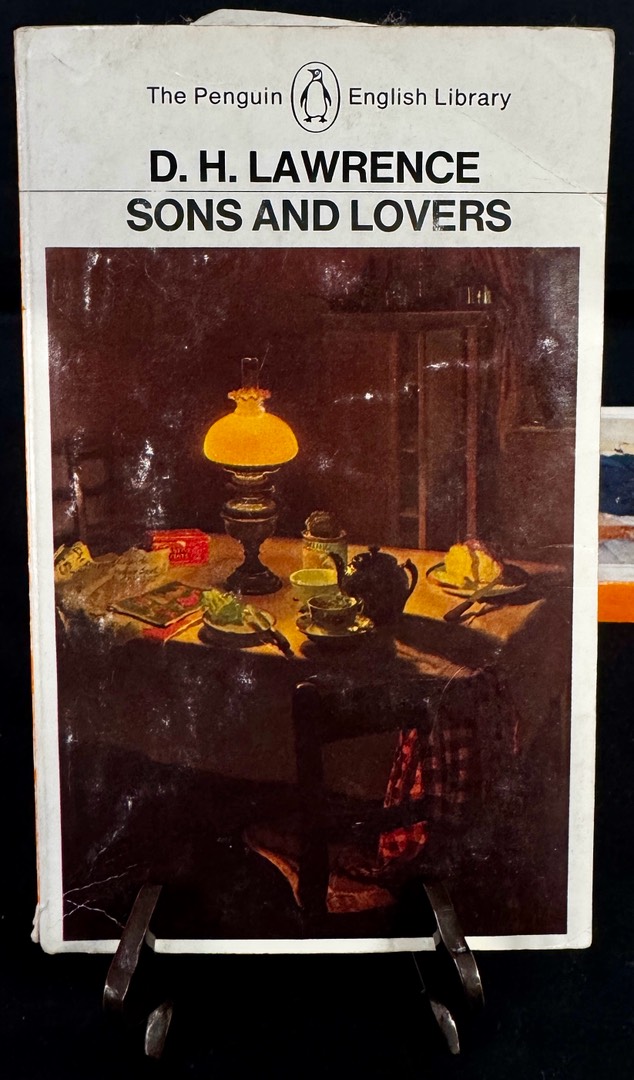 The Penguin English Library
D. H. LAWRENCE
SONS AND LOVERS